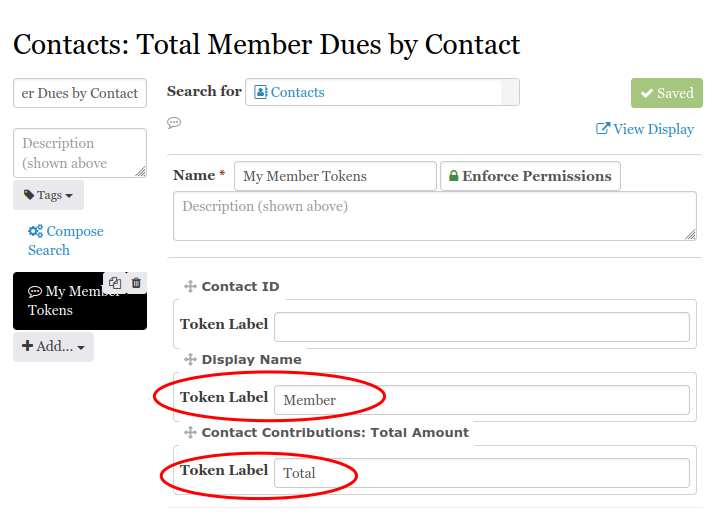 Contacts: Total Member Dues by Contact
er Dues by Contact
Search for Contacts
Saved
Description
(shown above
View Display
Name * My Member Tokens Enforce Permissions
Tags
Description (shown above)
Compose
Search
My Member
Tokens
Add...
Contact ID
Token Label
Display Name
Token Label Member
Contact Contributions: Total Amount
Token Label Total